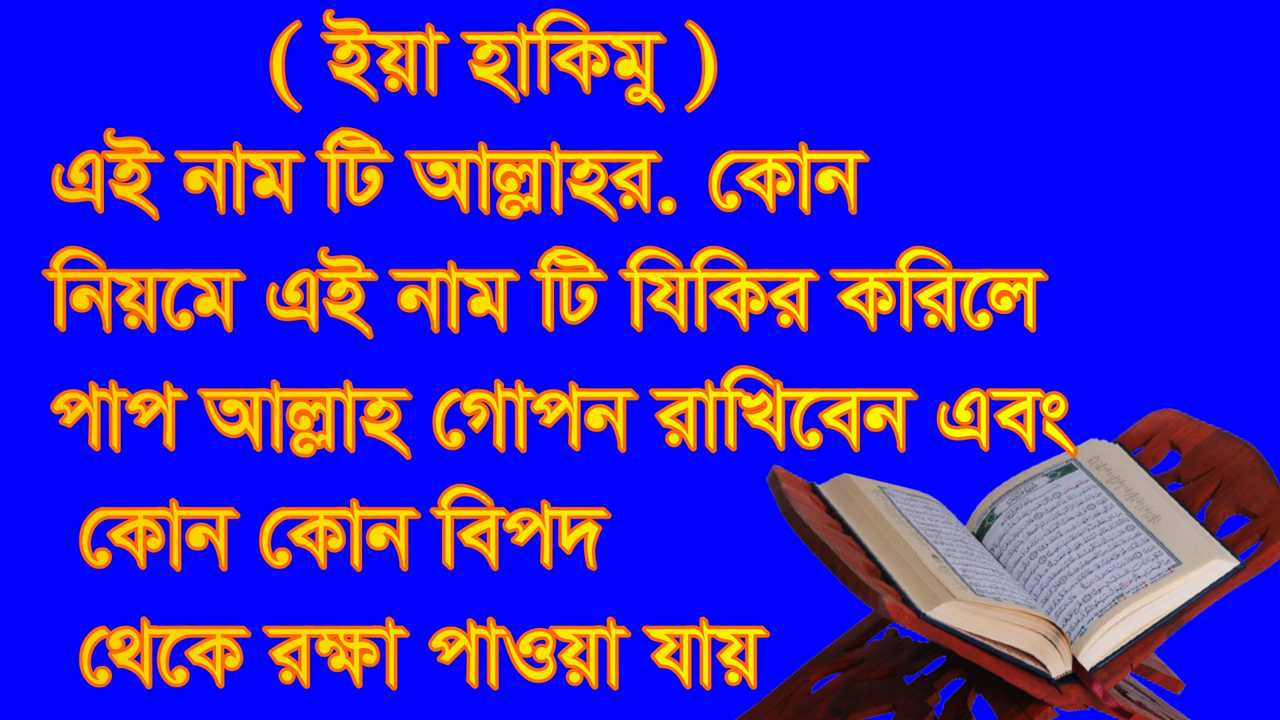 ( ইয়া হাকিমু )
এই নাম টি আল্লাহর. কোন
নিয়মে এই নাম টি যিকির করিলে
পাপ আল্লাহ গোপন রাখিবেন এবং
কোন কোন বিপদ
থেকে রক্ষা পাওয়া যায়